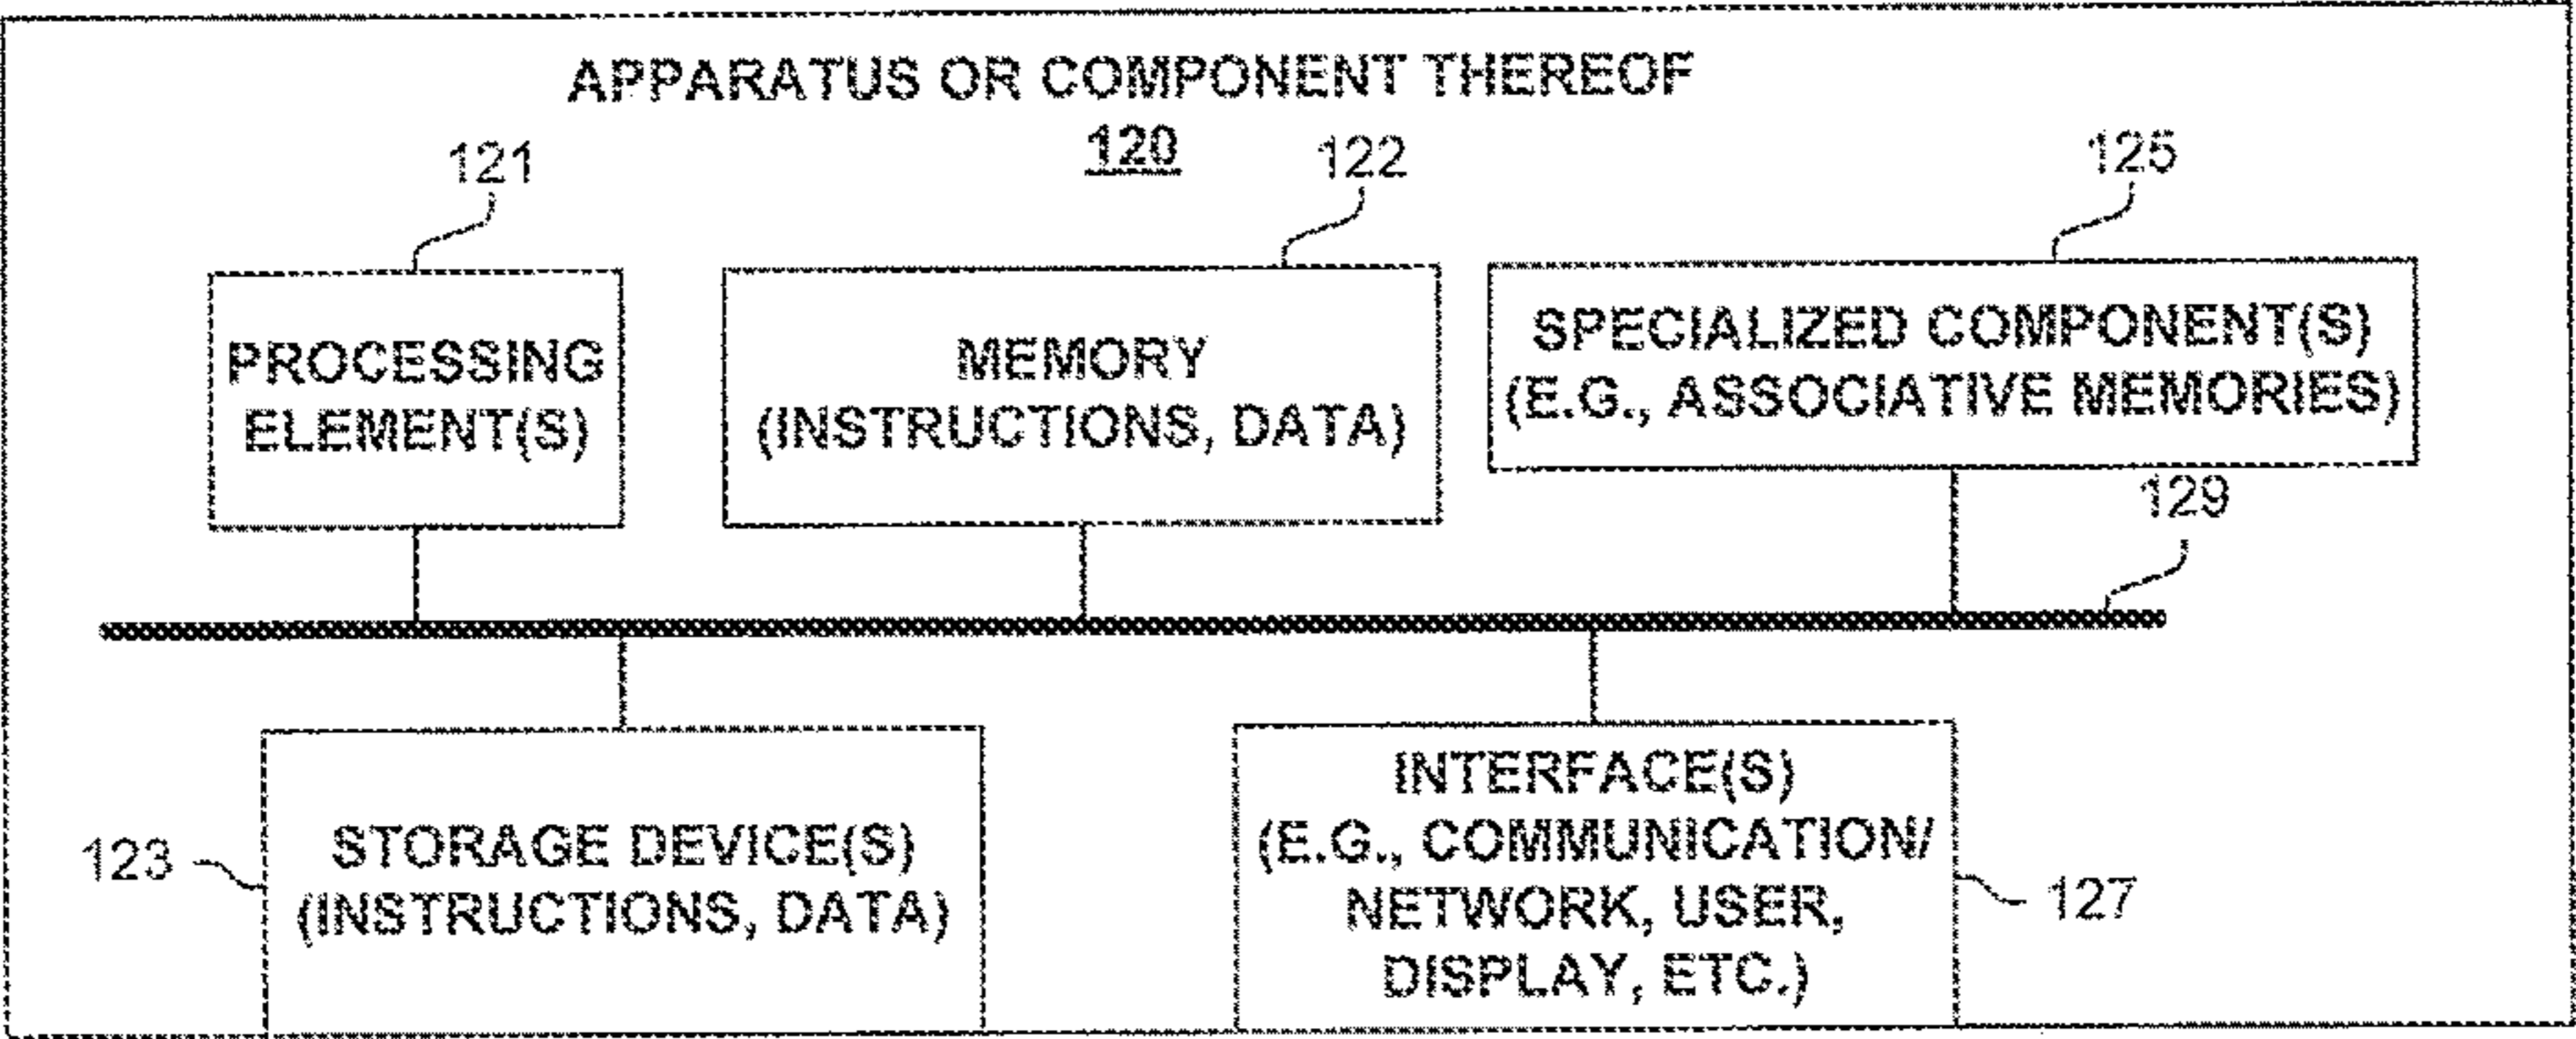 APPARATUS OR COMPONENT THEREOF
120
121
122
125
PROCESSING
ELEMENT(S)
MEMORY
(INSTRUCTIONS, DATA)
SPECIALIZED COMPONENT(S)
(E.G., ASSOCIATIVE MEMORIES)
129
123
STORAGE DEVICE(S)
(INSTRUCTIONS, DATA)
INTERFACE(S)
(E.G., COMMUNICATION/
NETWORK, USER,
DISPLAY, ETC.)
127